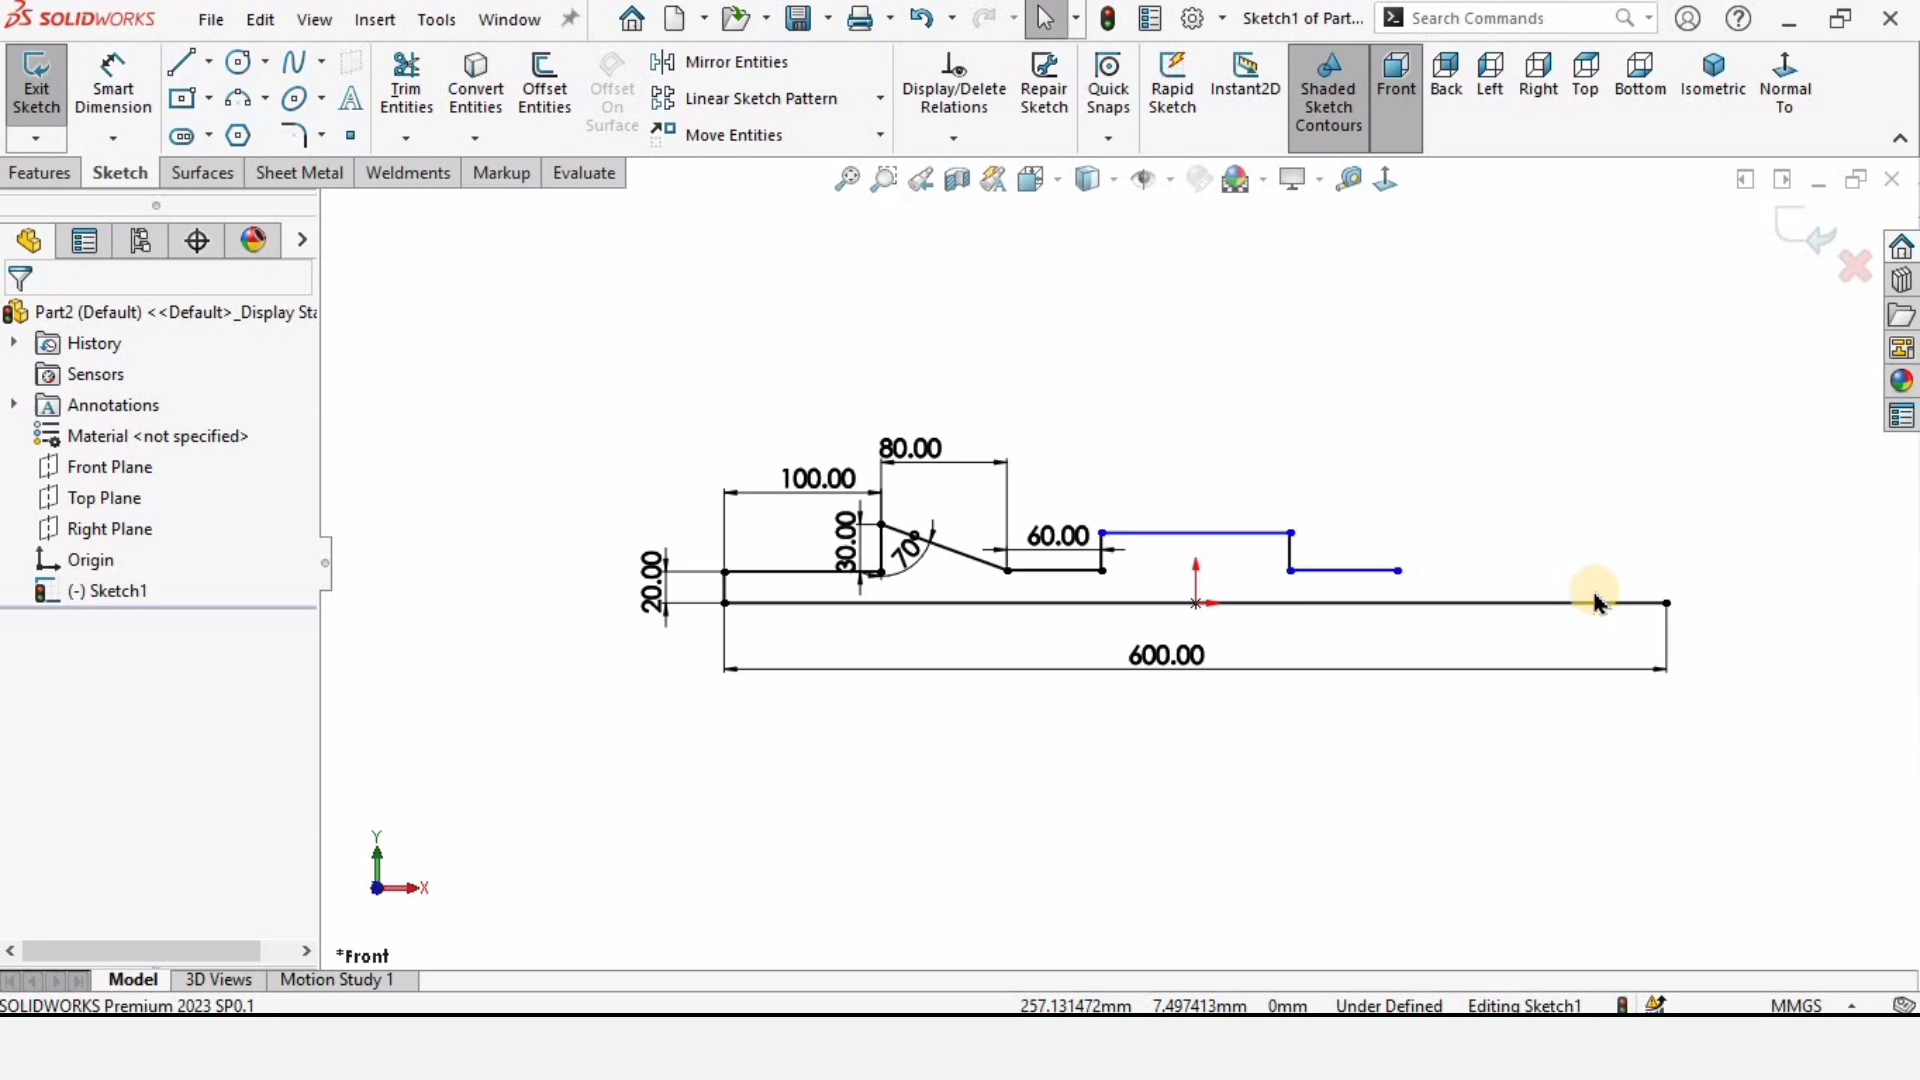 SOLIDWORKS
File Edit View Insert Tools Window
Sketch1 of Part... Search Commands
Exit Sketch
Smart Dimension
Trim Entities
Convert Entities
Offset Entities
Offset On Surface
Mirror Entities
Linear Sketch Pattern
Move Entities
Display/Delete Relations
Repair Sketch
Quick Snaps
Rapid Sketch
Instant2D
Shaded Sketch Contours
Front
Back
Left
Right
Top
Bottom
Isometric
Normal To
Features Sketch Surfaces Sheet Metal Weldments Markup Evaluate
Part2 (Default) <<Default>_Display Sta
History
Sensors
Annotations
Material <not specified>
Front Plane
Top Plane
Right Plane
Origin
(-) Sketch1
80.00
100.00
30.00
70°
60.00
20.00
600.00
Y
X
*Front
Model 3D Views Motion Study 1
SOLIDWORKS Premium 2023 SP0.1
257.131472mm 7.497413mm 0mm Under Defined Editing Sketch1 MMGS